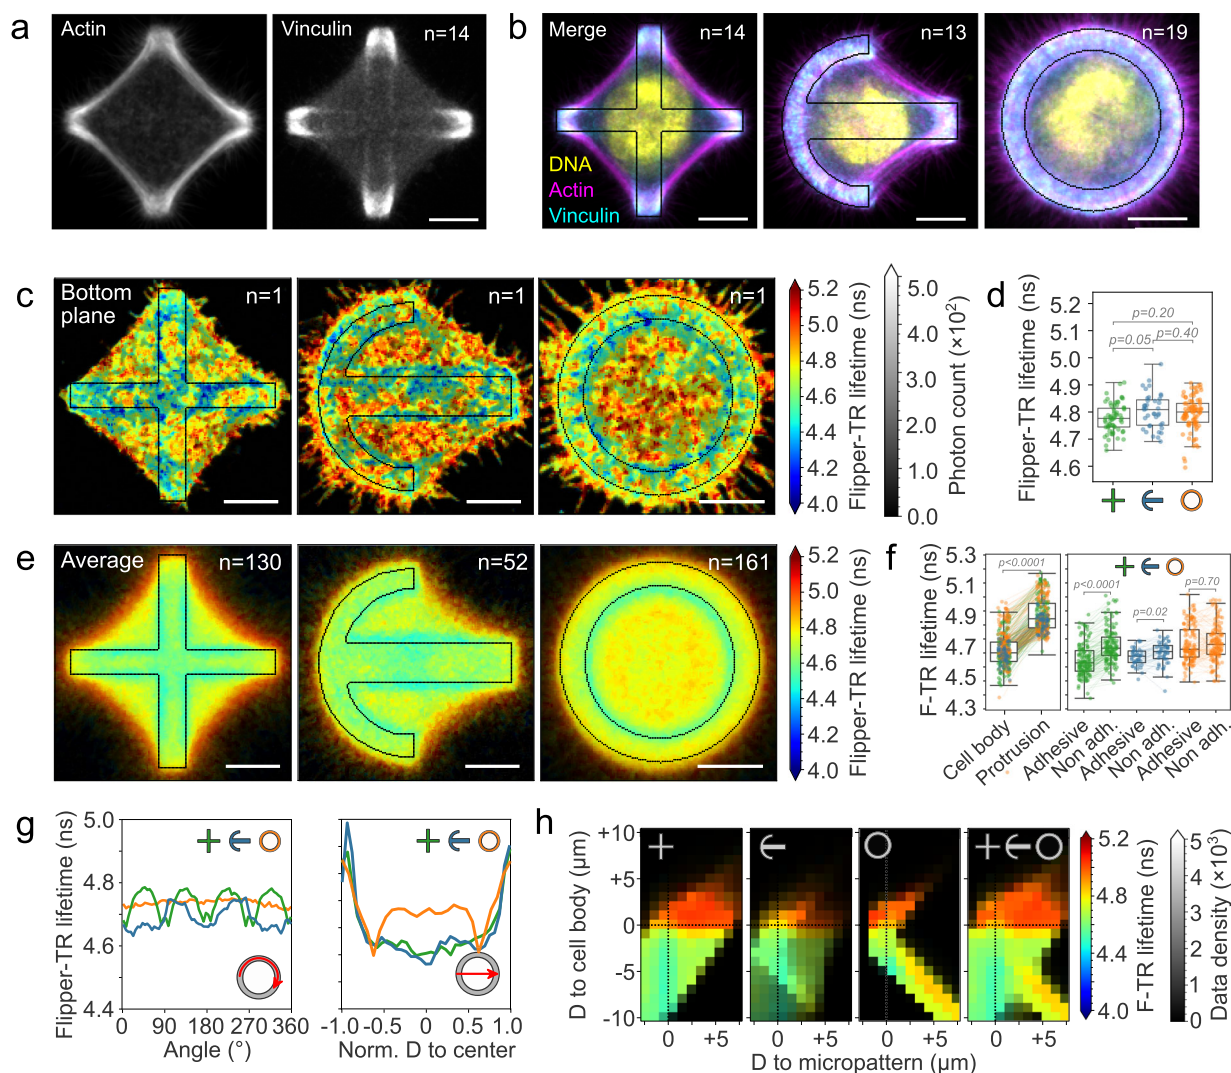 a
Actin
Vinculin
n=14
b
Merge
n=14
DNA
Actin
Vinculin
n=13
n=19
c
Bottom
plane
n=1
n=1
n=1
5.2
5.0
4.8
4.6
4.4
4.2
4.0
Flipper-TR lifetime (ns)
5.0
4.0
3.0
2.0
1.0
0.0
Photon count (×10²)
d
Flipper-TR lifetime (ns)
5.2
5.1
5.0
4.9
4.8
4.7
4.6
p=0.20
p=0.05
p=0.40
e
Average
n=130
n=52
n=161
5.2
5.0
4.8
4.6
4.4
4.2
4.0
Flipper-TR lifetime (ns)
f
F-TR lifetime (ns)
5.3
5.1
4.9
4.7
4.5
4.3
p<0.0001
p<0.0001
p=0.02
p=0.70
Cell body
Protrusion
Adhesive
Non adh.
Adhesive
Non adh.
Adhesive
Non adh.
g
Flipper-TR lifetime (ns)
5.0
4.8
4.6
4.4
0 90 180 270 360
Angle (°)
-1.0 -0.5 0 0.5 1.0
Norm. D to center
h
D to cell body (µm)
+10
+5
0
-5
-10
0 +5
0 +5
0 +5
0 +5
D to micropattern (µm)
5.2
5.0
4.8
4.6
4.4
4.2
4.0
F-TR lifetime (ns)
5
4
3
2
1
0
Data density (×10³)